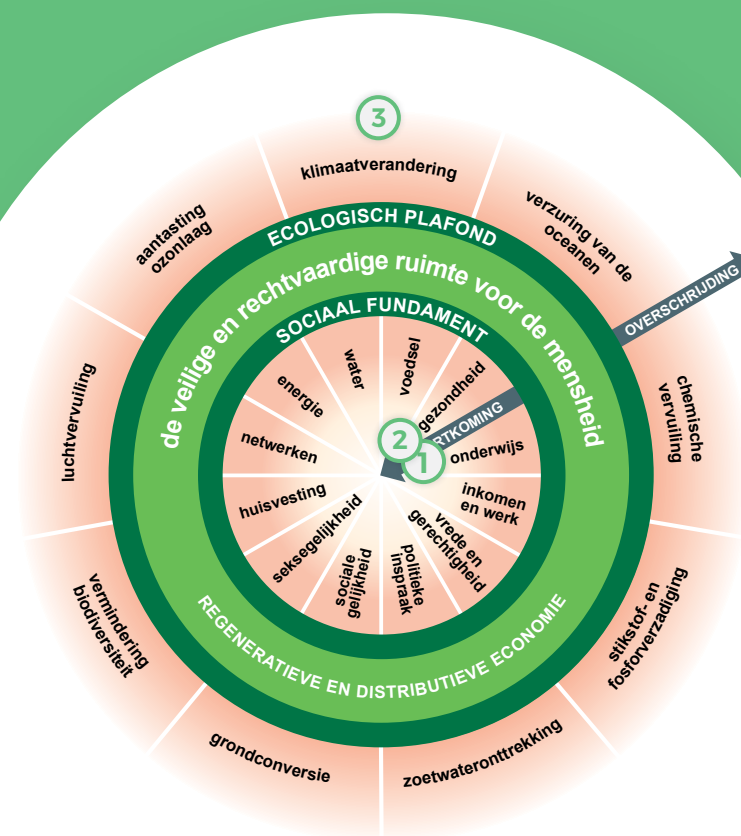 3
klimaatverandering
verzuring van de
oceanen
OVERSCHRIJDING
chemische
vervuiling
stikstof- en
fosforverzadiging
zoetwateronttrekking
grondconversie
vermindering
biodiversiteit
luchtvervuiling
aantasting
ozonlaag
ECOLOGISCH PLAFOND
de veilige en rechtvaardige ruimte voor de mensheid
SOCIAAL FUNDAMENT
water
voedsel
gezondheid
RTKOMING
2
1
onderwijs
inkomen
en werk
vrede en
gerechtigheid
politieke
inspraak
sociale
gelijkheid
seksegelijkheid
huisvesting
netwerken
energie
REGENERATIEVE EN DISTRIBUTIEVE ECONOMIE